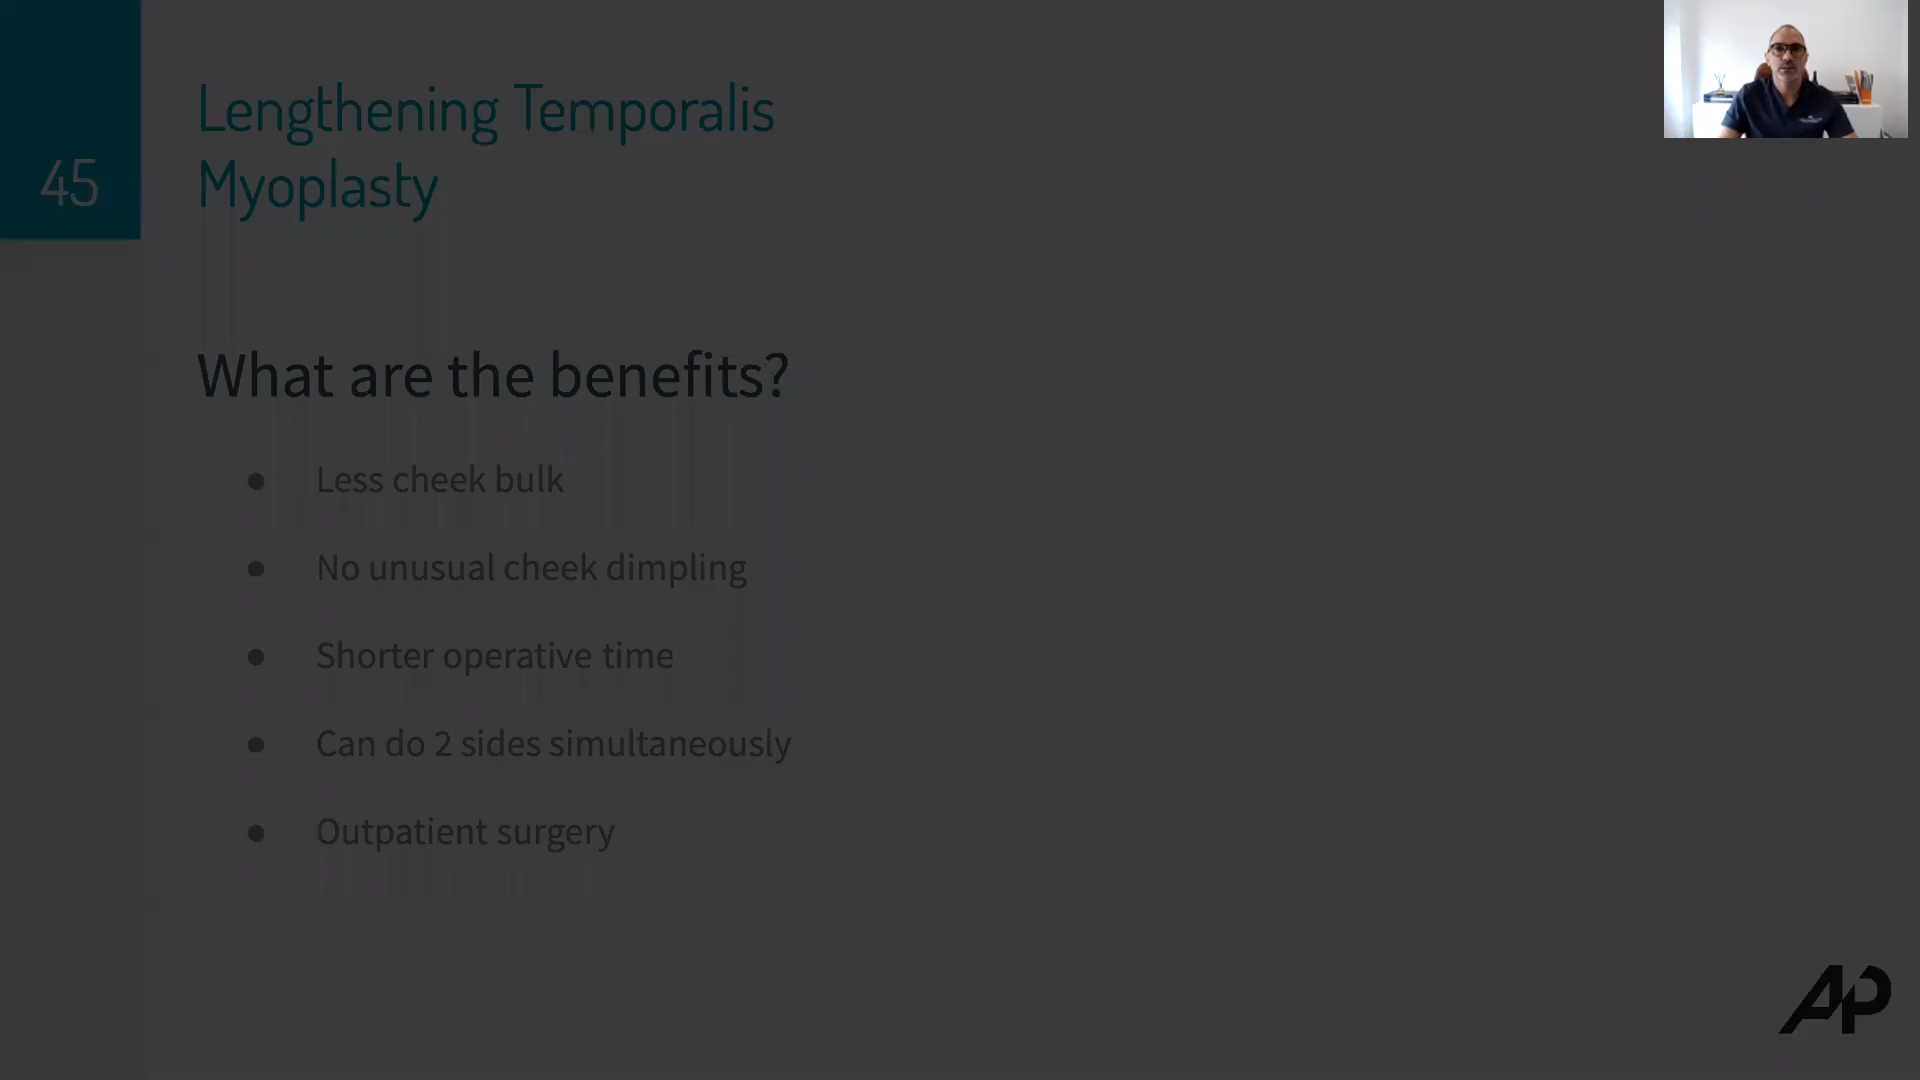 45
Lengthening Temporalis
Myoplasty
What are the benefits?
● Less cheek bulk
● No unusual cheek dimpling
● Shorter operative time
● Can do 2 sides simultaneously
● Outpatient surgery
AP